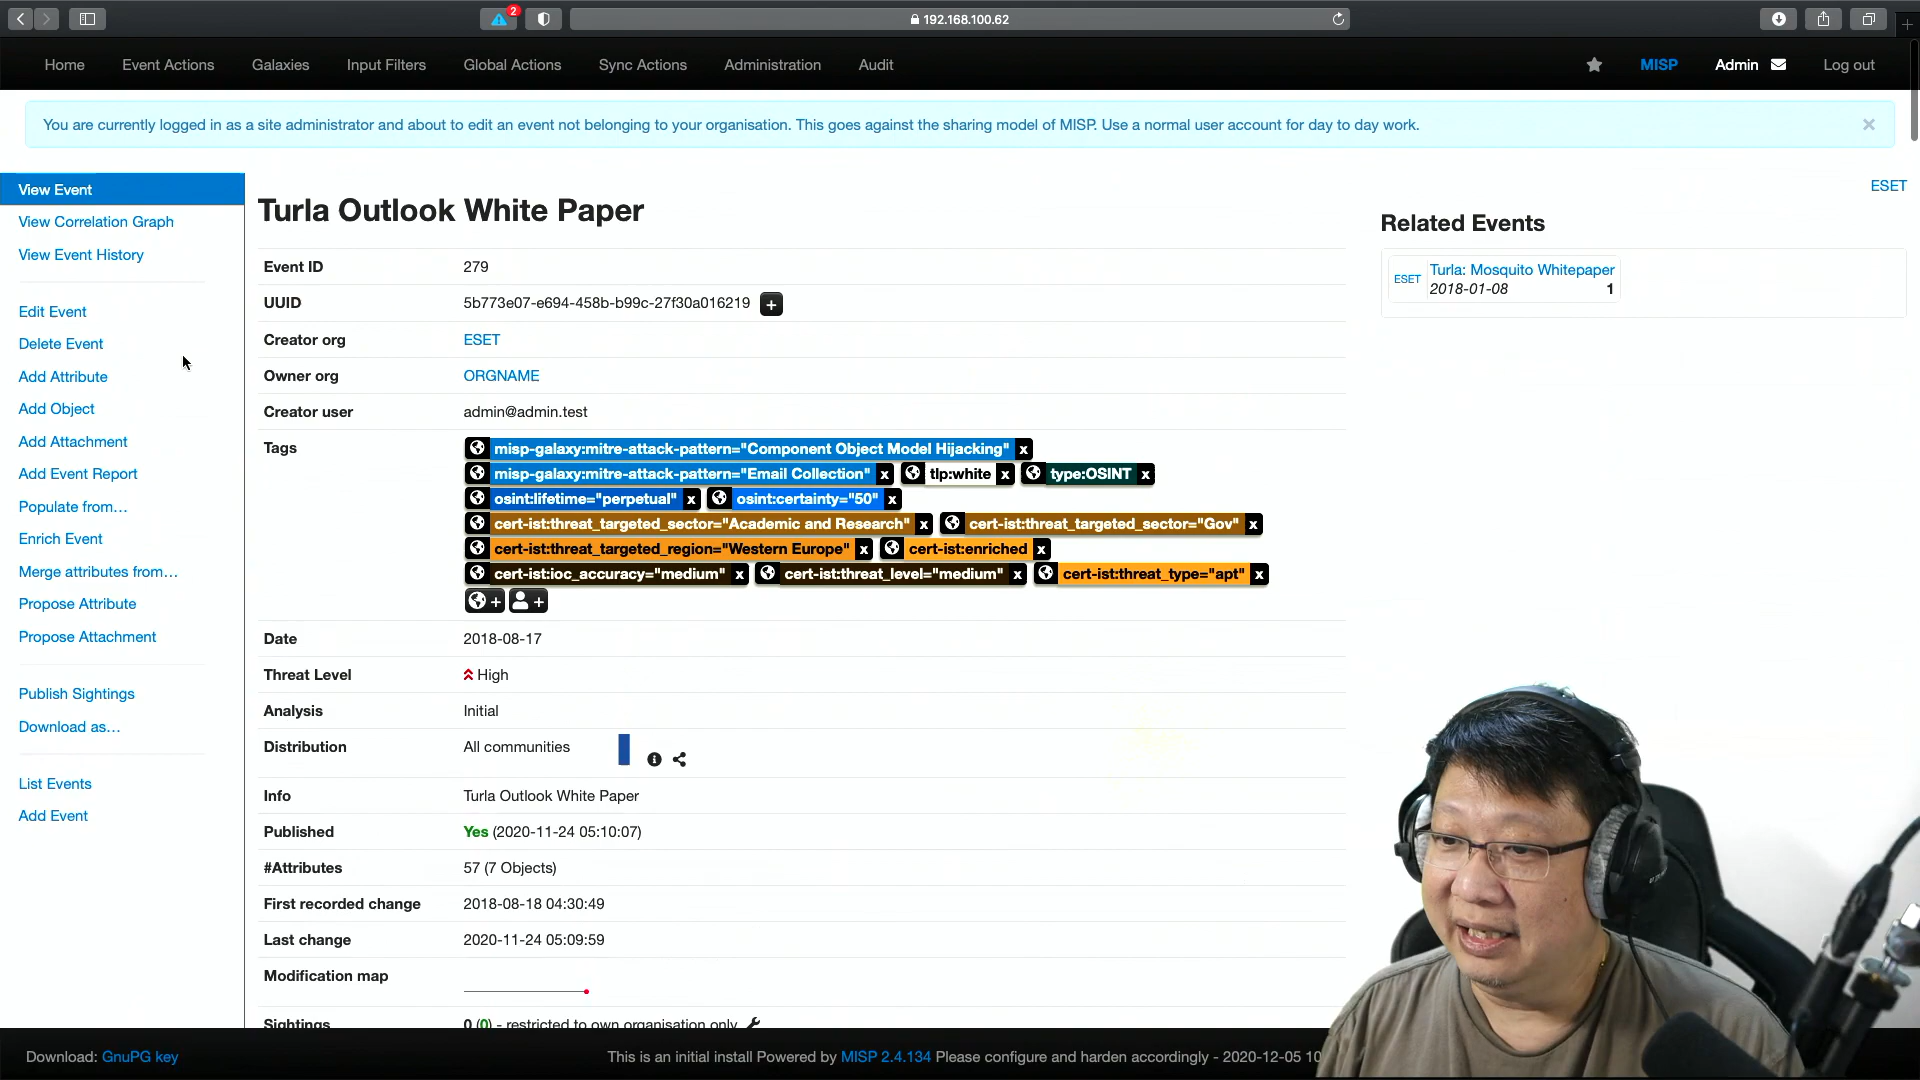 2
192.168.100.62
Home Event Actions Galaxies Input Filters Global Actions Sync Actions Administration Audit MISP Admin Log out
You are currently logged in as a site administrator and about to edit an event not belonging to your organisation. This goes against the sharing model of MISP. Use a normal user account for day to day work. ×
View Event
View Correlation Graph
View Event History
Edit Event
Delete Event
Add Attribute
Add Object
Add Attachment
Add Event Report
Populate from…
Enrich Event
Merge attributes from…
Propose Attribute
Propose Attachment
Publish Sightings
Download as…
List Events
Add Event
Turla Outlook White Paper
Event ID 279
UUID 5b773e07-e694-458b-b99c-27f30a016219 +
Creator org ESET
Owner org ORGNAME
Creator user admin@admin.test
Tags misp-galaxy:mitre-attack-pattern="Component Object Model Hijacking" x
misp-galaxy:mitre-attack-pattern="Email Collection" x tlp:white x type:OSINT x
osint:lifetime="perpetual" x osint:certainty="50" x
cert-ist:threat_targeted_sector="Academic and Research" x cert-ist:threat_targeted_sector="Gov" x
cert-ist:threat_targeted_region="Western Europe" x cert-ist:enriched x
cert-ist:ioc_accuracy="medium" x cert-ist:threat_level="medium" x cert-ist:threat_type="apt" x
+ +
Date 2018-08-17
Threat Level High
Analysis Initial
Distribution All communities
Info Turla Outlook White Paper
Published Yes (2020-11-24 05:10:07)
#Attributes 57 (7 Objects)
First recorded change 2018-08-18 04:30:49
Last change 2020-11-24 05:09:59
Modification map
Sightings 0 (0) - restricted to own organisation only
ESET
Related Events
ESET Turla: Mosquito Whitepaper
2018-01-08 1
Download: GnuPG key This is an initial install Powered by MISP 2.4.134 Please configure and harden accordingly - 2020-12-05 10